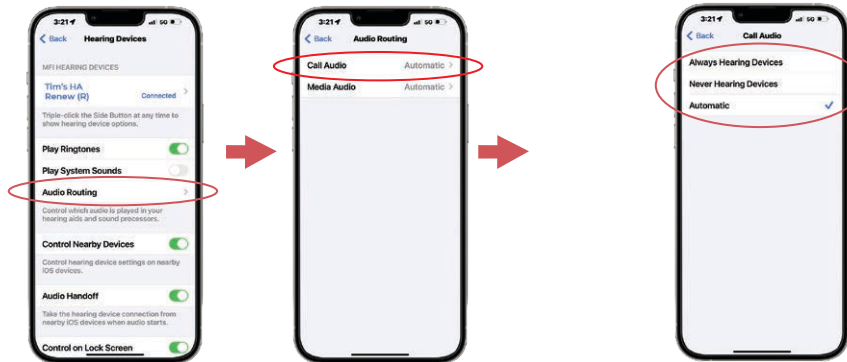 3:21
50
Back
Hearing Devices
MFI HEARING DEVICES
Tim's HA
Renew (R)
Connected
Triple-click the Side Button at any time to
show hearing device options.
Play Ringtones
Play System Sounds
Audio Routing
Control which audio is played in your
hearing aids and sound processors.
Control Nearby Devices
Control hearing device settings on nearby
iOS devices.
Audio Handoff
Take the hearing device connection from
nearby iOS devices when audio starts.
Control on Lock Screen
3:21
50
Back
Audio Routing
Call Audio Automatic
Media Audio Automatic
3:21
50
Back
Call Audio
Always Hearing Devices
Never Hearing Devices
Automatic